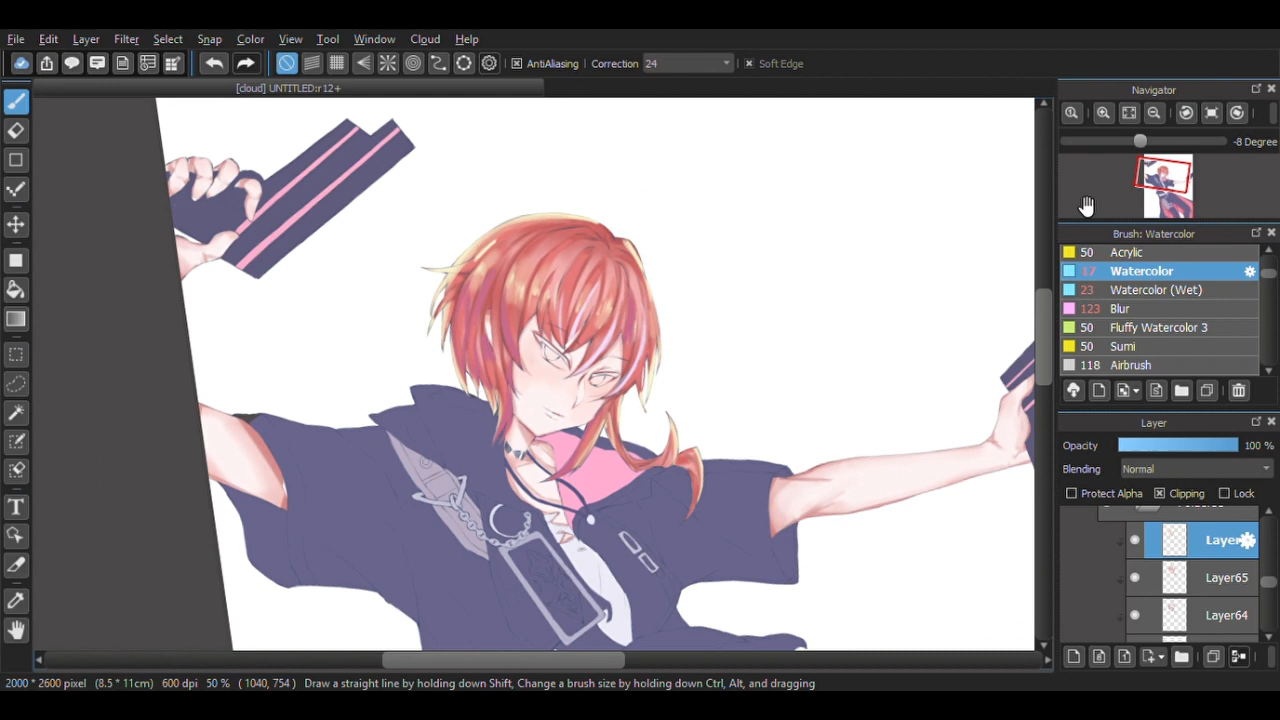 File Edit Layer Filter Select Snap Color View Tool Window Cloud Help
AntiAliasing Correction 24 Soft Edge
[cloud] UNTITLED:r12+
Navigator
-8 Degree
Brush: Watercolor
50 Acrylic
17 Watercolor
23 Watercolor (Wet)
123 Blur
50 Fluffy Watercolor 3
50 Sumi
118 Airbrush
Layer
Opacity 100 %
Blending Normal
Protect Alpha Clipping Lock
Layer65
Layer64
2000 * 2600 pixel (8.5 * 11cm) 600 dpi 50 % ( 1040, 754 ) Draw a straight line by holding down Shift, Change a brush size by holding down Ctrl, Alt, and dragging